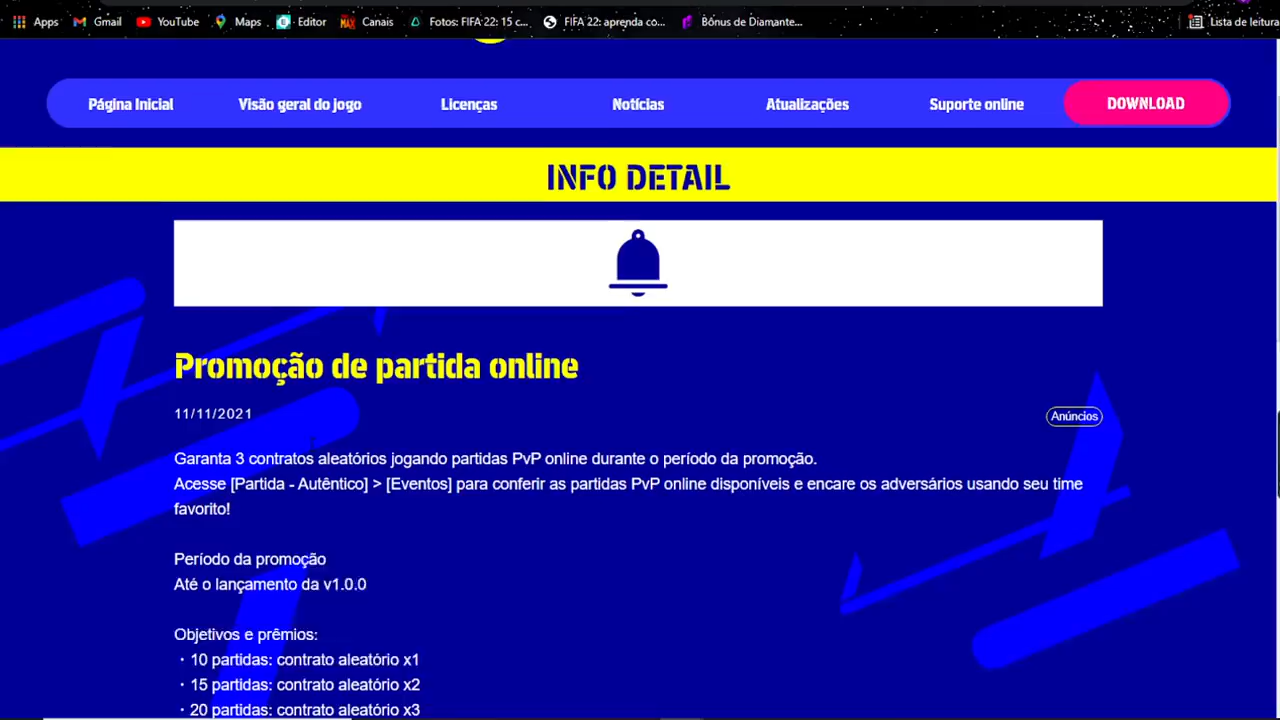 Apps Gmail YouTube Maps Editor Canais Fotos: FIFA 22: 15 c... FIFA 22: aprenda co... Bônus de Diamante... Lista de leitura
Página Inicial Visão geral do jogo Licenças Notícias Atualizações Suporte online DOWNLOAD
INFO DETAIL
Promoção de partida online
11/11/2021 Anúncios
Garanta 3 contratos aleatórios jogando partidas PvP online durante o período da promoção.
Acesse [Partida - Autêntico] > [Eventos] para conferir as partidas PvP online disponíveis e encare os adversários usando seu time
favorito!
Período da promoção
Até o lançamento da v1.0.0
Objetivos e prêmios:
・10 partidas: contrato aleatório x1
・15 partidas: contrato aleatório x2
・20 partidas: contrato aleatório x3